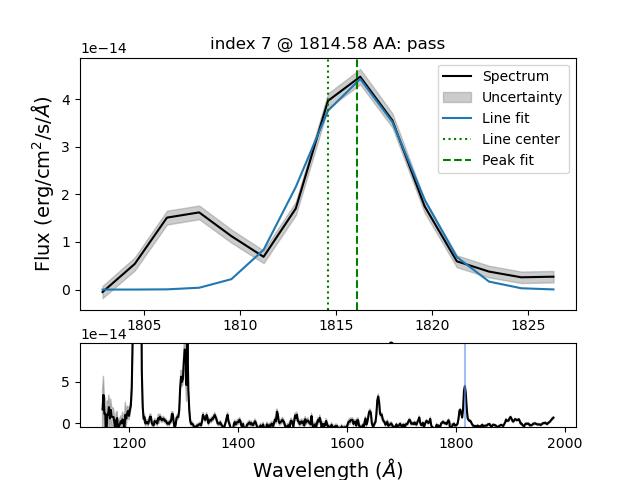 index 7 @ 1814.58 AA: pass
1e−14
Flux (erg/cm²/s/Å)
4
3
2
1
0
Spectrum
Uncertainty
Line fit
Line center
Peak fit
1805 1810 1815 1820 1825
1e−14
5
0
1200 1400 1600 1800 2000
Wavelength (Å)